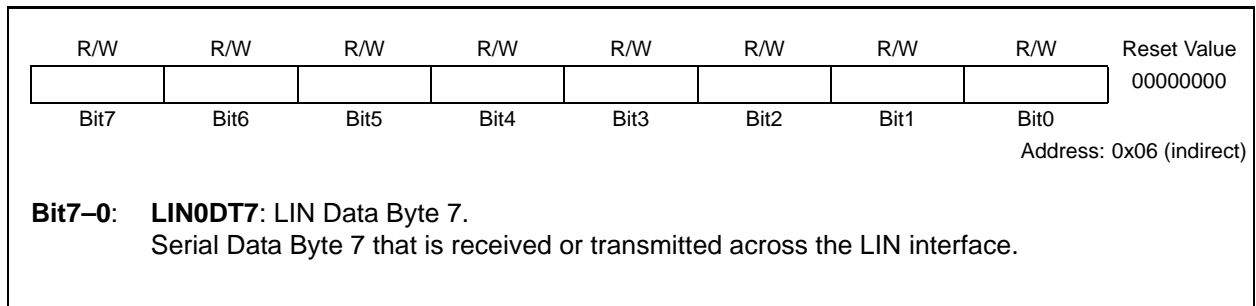 R/W R/W R/W R/W R/W R/W R/W R/W Reset Value
00000000
Bit7 Bit6 Bit5 Bit4 Bit3 Bit2 Bit1 Bit0
Address: 0x06 (indirect)
Bit7–0: LIN0DT7: LIN Data Byte 7.
Serial Data Byte 7 that is received or transmitted across the LIN interface.